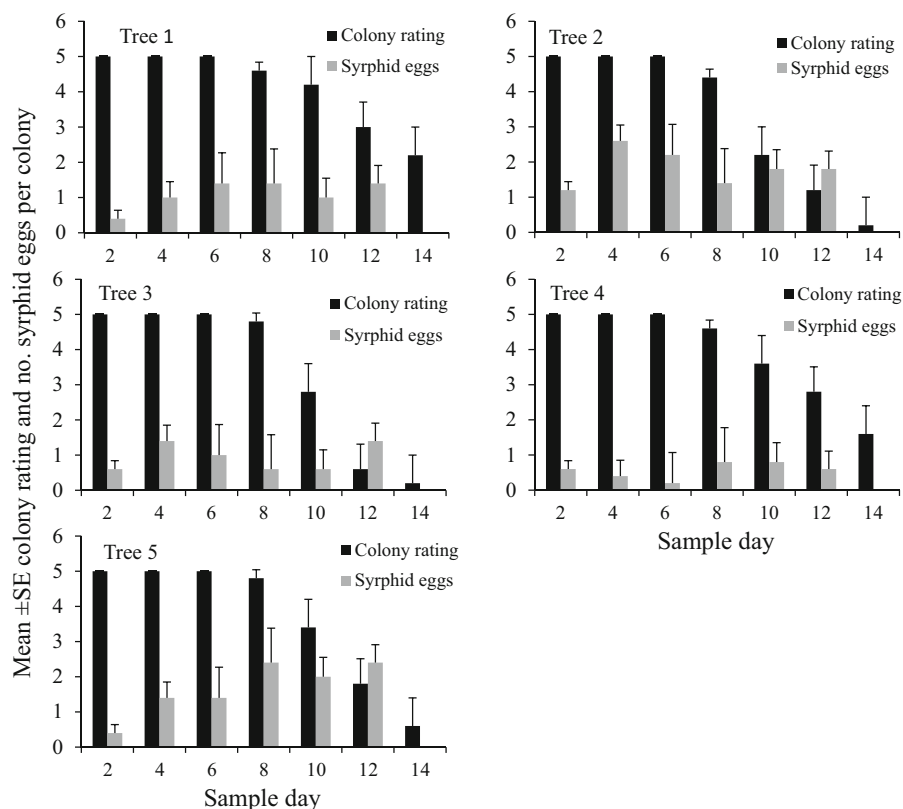 Mean ±SE colony rating and no. syrphid eggs per colony
Tree 1
Colony rating
Syrphid eggs
6
5
4
3
2
1
0
2 4 6 8 10 12 14
Tree 2
Colony rating
Syrphid eggs
6
5
4
3
2
1
0
2 4 6 8 10 12 14
Tree 3
Colony rating
Syrphid eggs
6
5
4
3
2
1
0
2 4 6 8 10 12 14
Tree 4
Colony rating
Syrphid eggs
6
5
4
3
2
1
0
2 4 6 8 10 12 14
Sample day
Tree 5
Colony rating
Syrphid eggs
6
5
4
3
2
1
0
2 4 6 8 10 12 14
Sample day